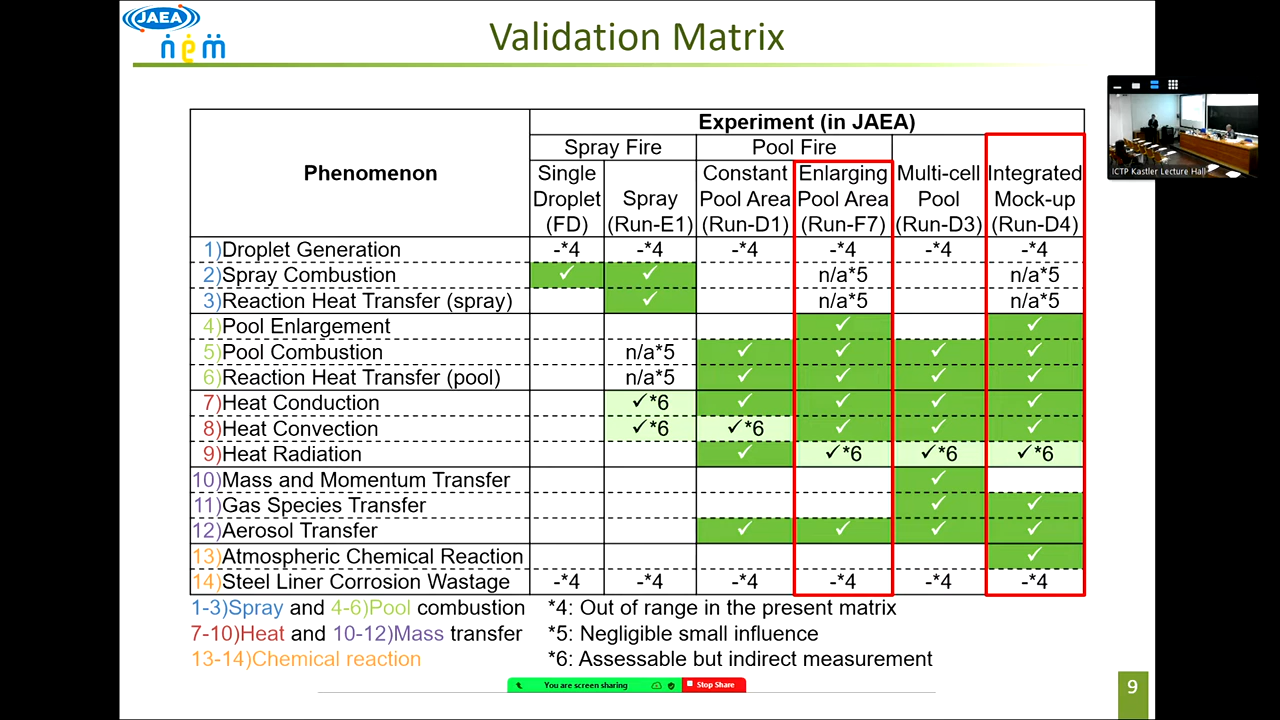 JAEA
nem
Validation Matrix
Phenomenon
Experiment (in JAEA)
Spray Fire
Pool Fire
Single Droplet (FD)
Spray (Run-E1)
Constant Pool Area (Run-D1)
Enlarging Pool Area (Run-F7)
Multi-cell Pool (Run-D3)
Integrated Mock-up (Run-D4)
1)Droplet Generation -*4 -*4 -*4 -*4 -*4 -*4
2)Spray Combustion ✓ ✓ n/a*5 n/a*5
3)Reaction Heat Transfer (spray) ✓ n/a*5 n/a*5
4)Pool Enlargement ✓ ✓
5)Pool Combustion n/a*5 ✓ ✓ ✓ ✓
6)Reaction Heat Transfer (pool) n/a*5 ✓ ✓ ✓ ✓
7)Heat Conduction ✓*6 ✓ ✓ ✓ ✓
8)Heat Convection ✓*6 ✓*6 ✓ ✓ ✓
9)Heat Radiation ✓ ✓*6 ✓*6 ✓*6
10)Mass and Momentum Transfer ✓
11)Gas Species Transfer ✓ ✓
12)Aerosol Transfer ✓ ✓ ✓ ✓
13)Atmospheric Chemical Reaction ✓
14)Steel Liner Corrosion Wastage -*4 -*4 -*4 -*4 -*4 -*4
1-3)Spray and 4-6)Pool combustion *4: Out of range in the present matrix
7-10)Heat and 10-12)Mass transfer *5: Negligible small influence
13-14)Chemical reaction *6: Assessable but indirect measurement
You are screen sharing Stop Share
9
ICTP Kastler Lecture Hall